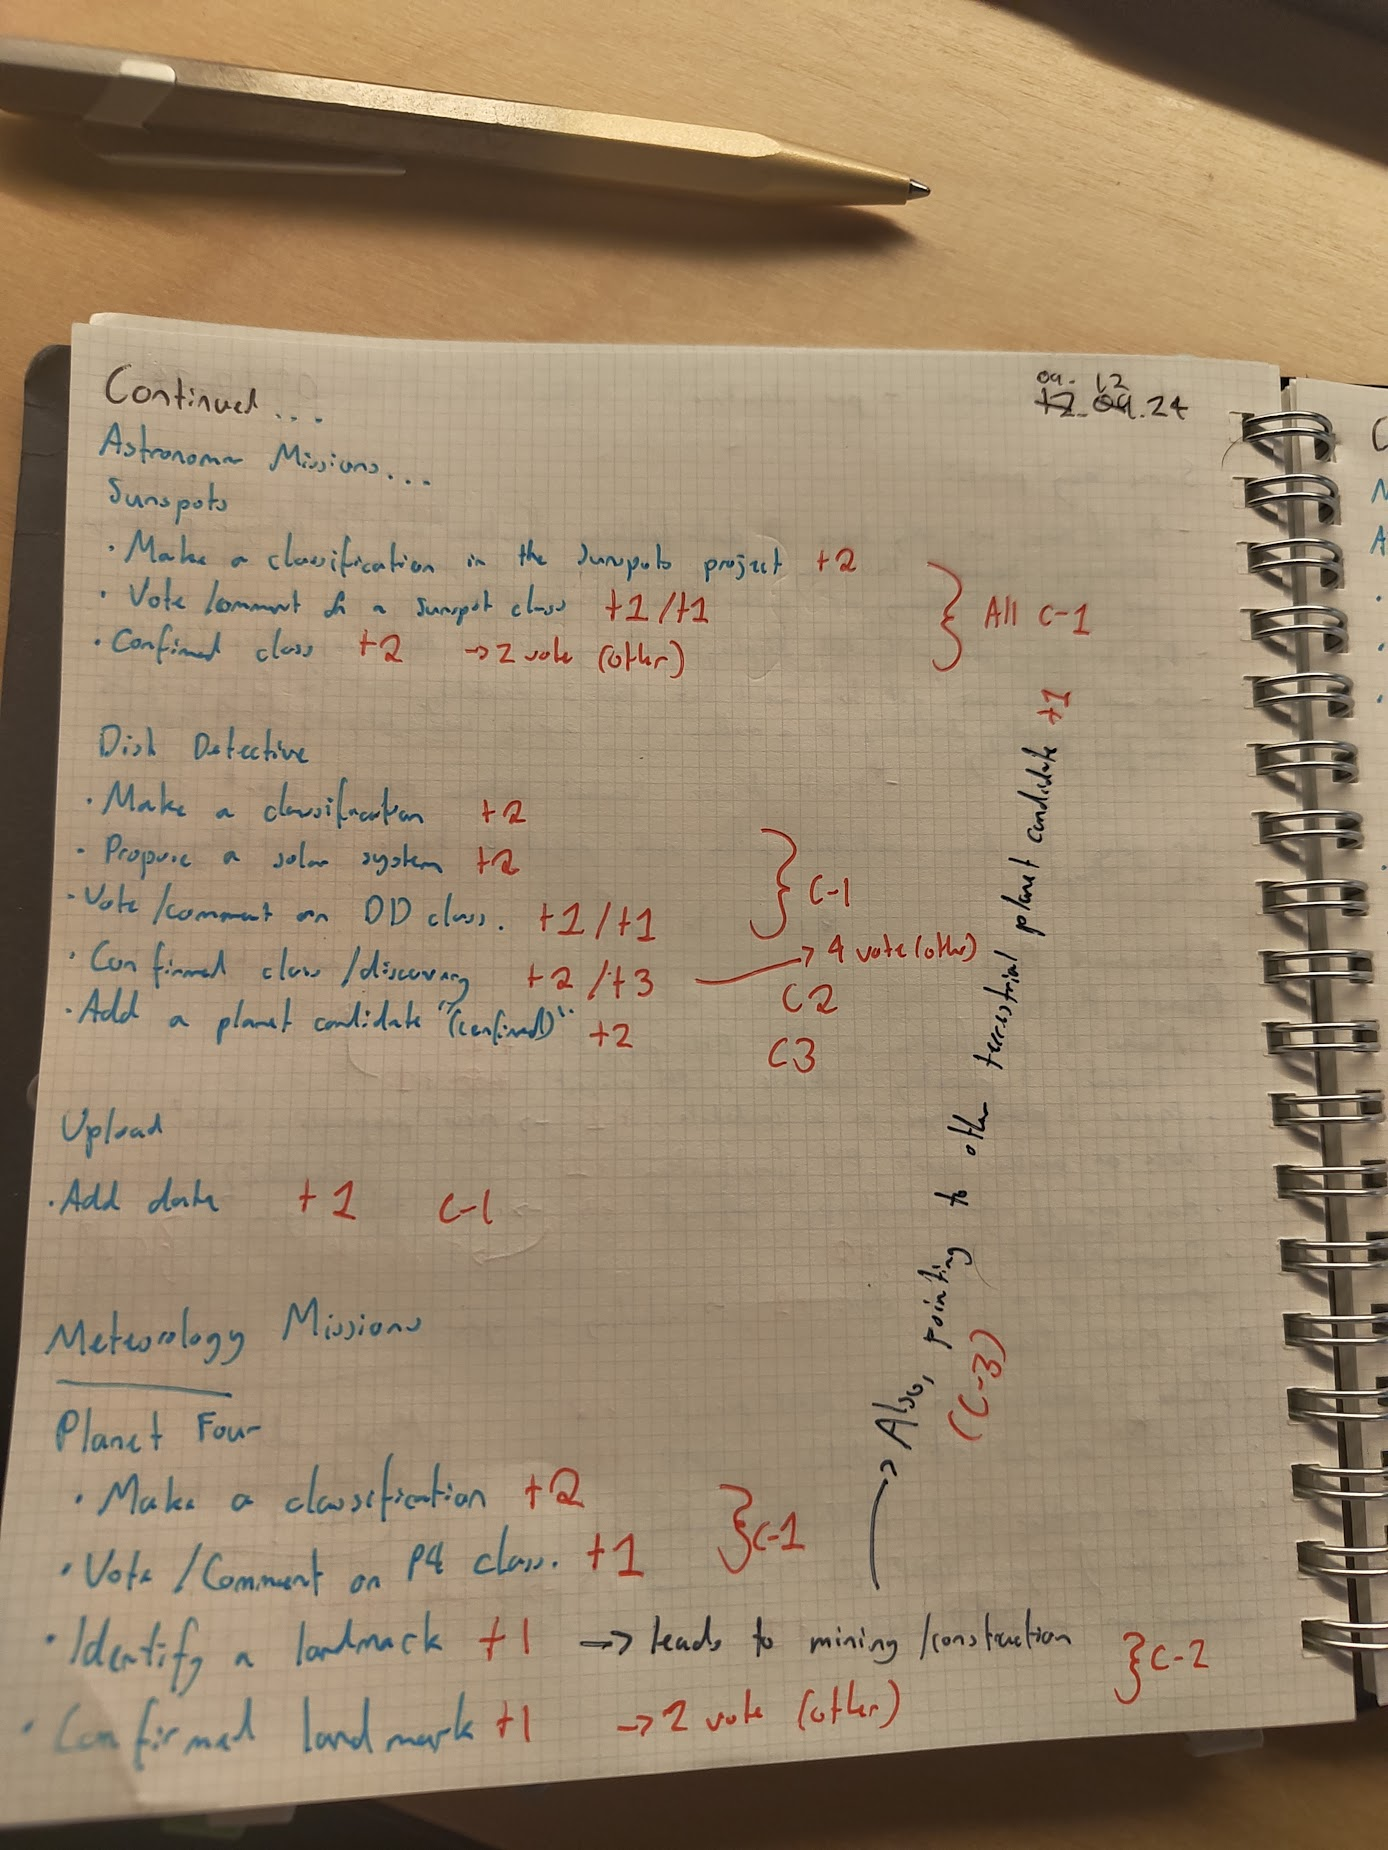 Continued...
09. 12
12.09.24
Astronomer Missions...
Sunspots
· Make a classification in the sunspots project +2
· Vote/comment on a sunspot class +1/+1
· Confirmed class +2 → 2 vote (other)
} All C-1
Disk Detective
· Make a classification +2
· Propose a solar system +2
· Vote/comment on DD class. +1/+1
} C-1
· Confirmed class/discovery +2/+3 → 4 vote (other)
C2
· Add a planet candidate "(confirmed)" +2
C3
Upload
· Add data +1 C-1
Meteorology Missions
Planet Four
· Make a classification +2
· Vote/Comment on P4 class. +1
} C-1
· Identify a landmark +1 → leads to mining/construction
· Confirmed landmark +1 → 2 vote (other)
} C-2
→ Also, pointing to other terrestrial planet candidate +1
(C-3)
C
N
A